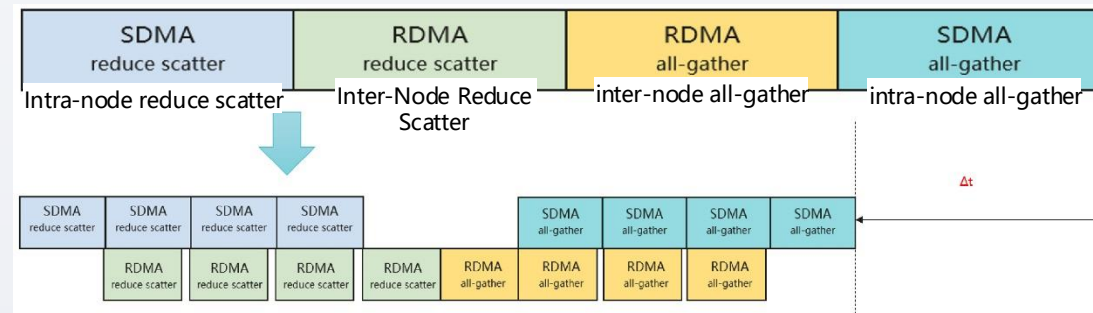 SDMA
reduce scatter
Intra-node reduce scatter
RDMA
reduce scatter
Inter-Node Reduce
Scatter
RDMA
all-gather
inter-node all-gather
SDMA
all-gather
intra-node all-gather
Δt
SDMA
reduce scatter
SDMA
reduce scatter
SDMA
reduce scatter
SDMA
reduce scatter
SDMA
all-gather
SDMA
all-gather
SDMA
all-gather
SDMA
all-gather
RDMA
reduce scatter
RDMA
reduce scatter
RDMA
reduce scatter
RDMA
reduce scatter
RDMA
all-gather
RDMA
all-gather
RDMA
all-gather
RDMA
all-gather